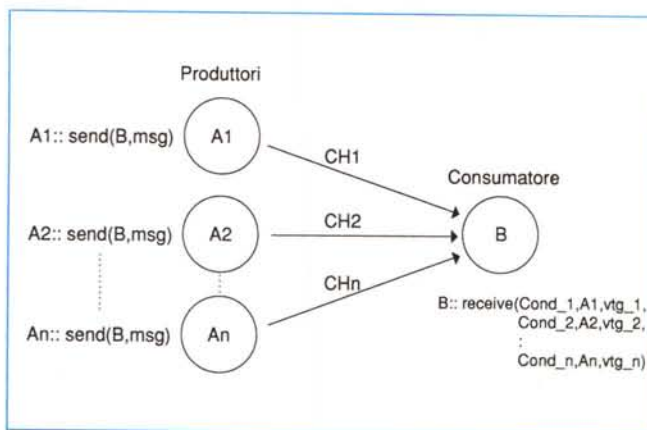 Produttori
A1:: send(B,msg)
A1
CH1
Consumatore
A2:: send(B,msg)
A2
CH2
B
CHn
An:: send(B,msg)
An
B:: receive(Cond_1,A1,vtg_1,
Cond_2,A2,vtg_2,
:
Cond_n,An,vtg_n)